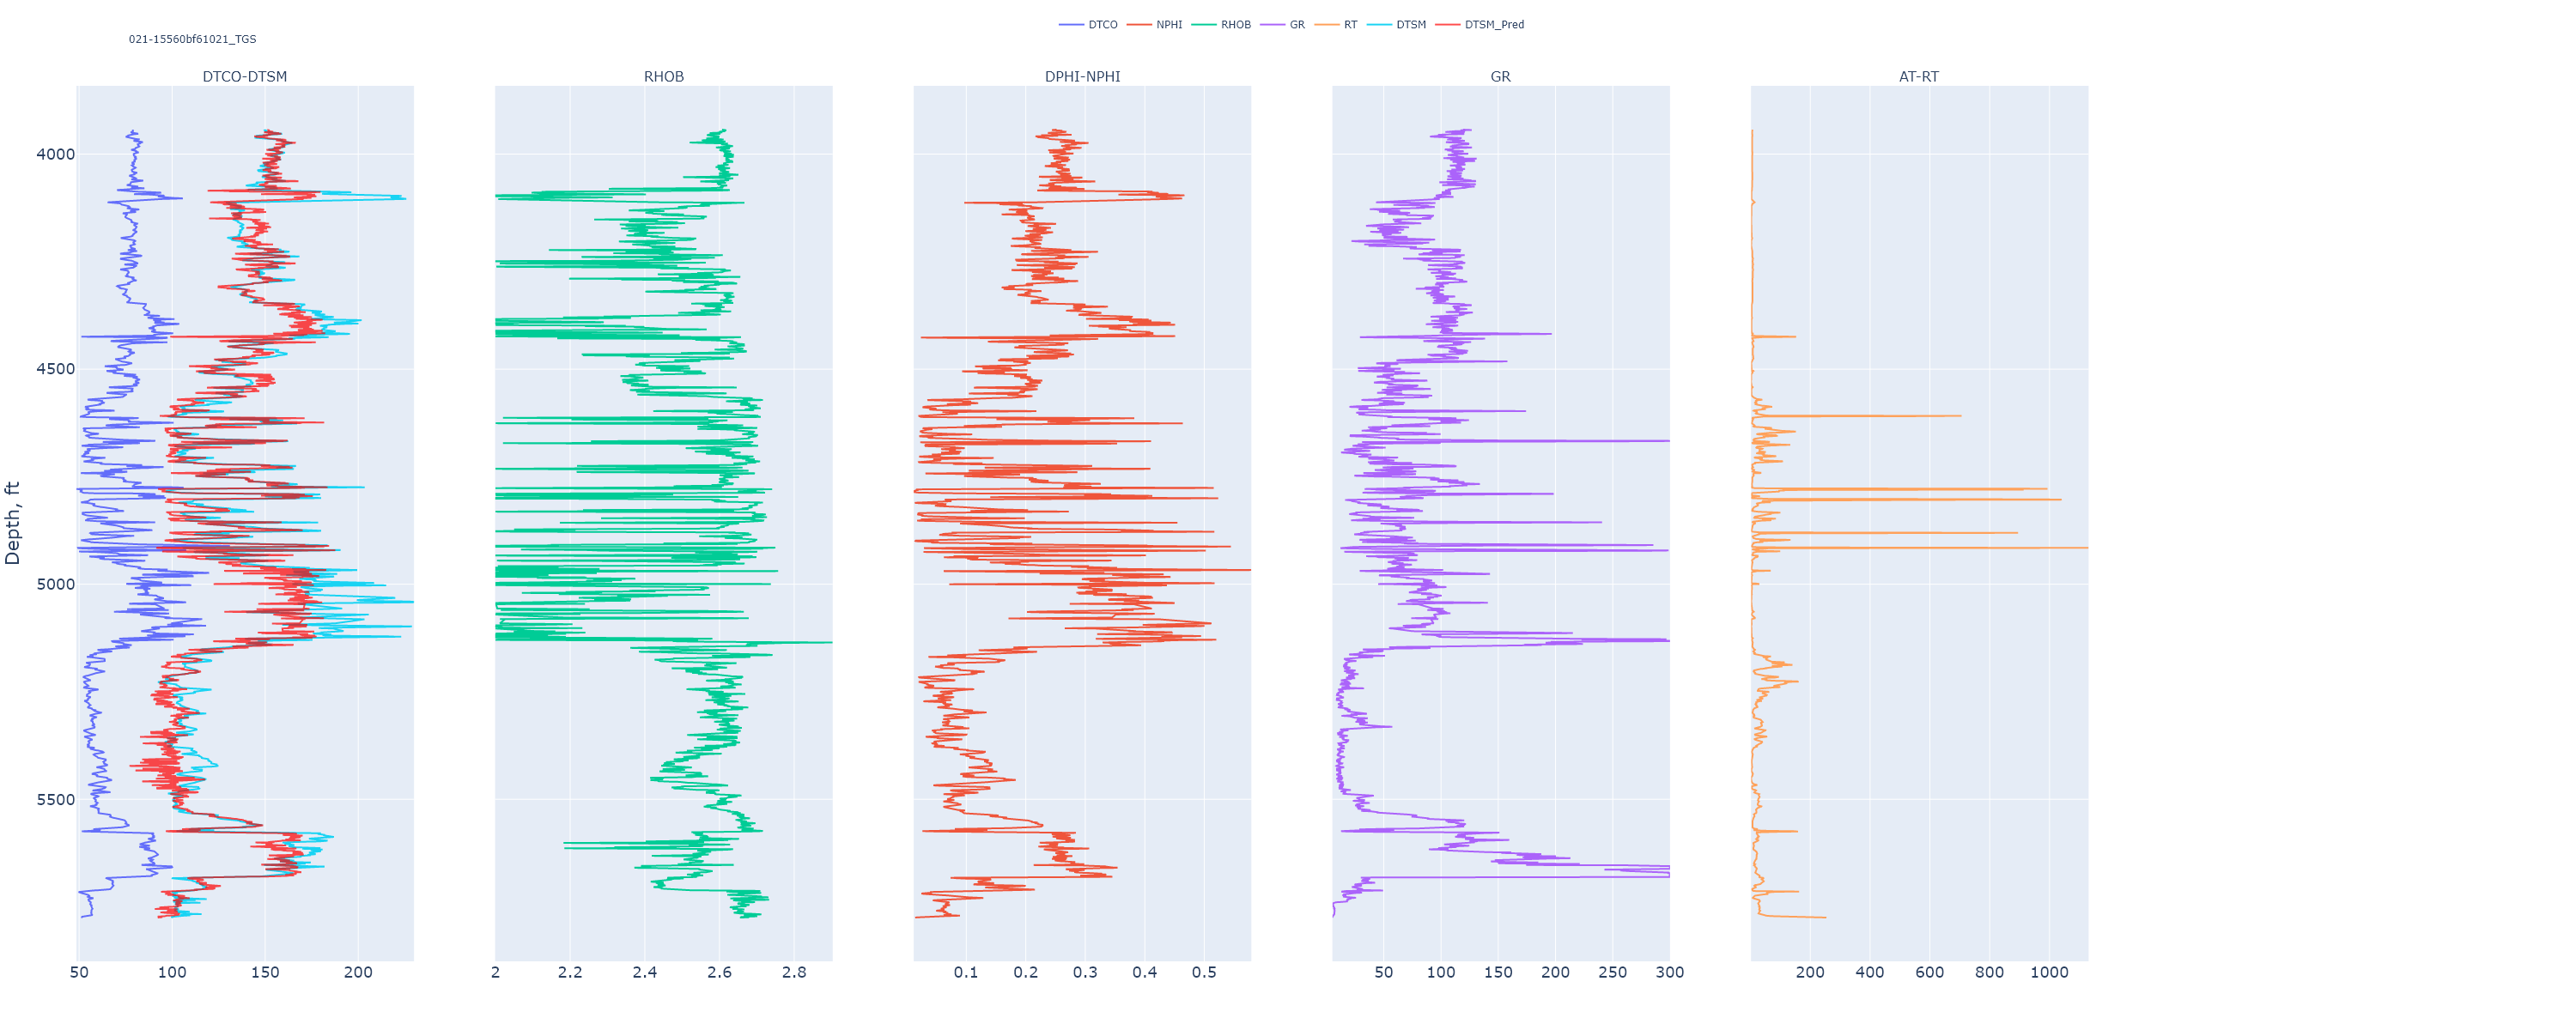 DTCO NPHI RHOB GR RT DTSM DTSM_Pred
021-15560bf61021_TGS
DTCO-DTSM RHOB DPHI-NPHI GR AT-RT
4000
4500
Depth, ft
5000
5500
50 100 150 200 2 2.2 2.4 2.6 2.8 0.1 0.2 0.3 0.4 0.5 50 100 150 200 250 300 200 400 600 800 1000